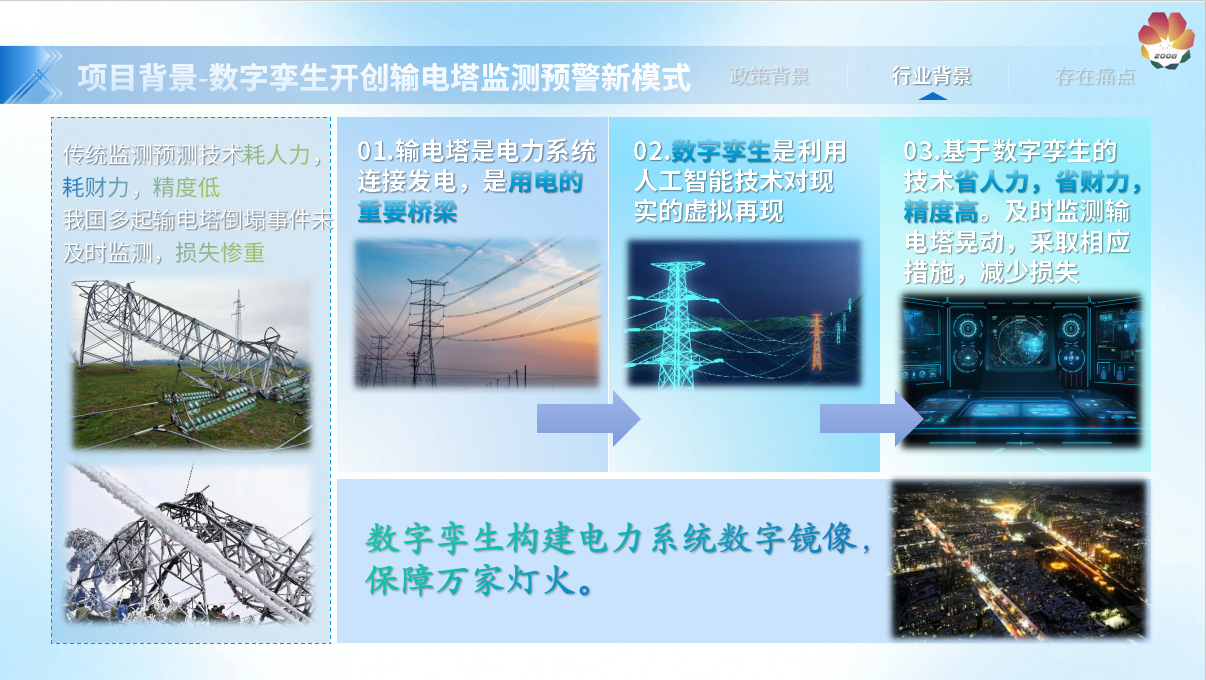 项目背景-数字孪生开创输电塔监测预警新模式
政策背景
行业背景
存在痛点
2008
传统监测预测技术耗人力，
耗财力，精度低
我国多起输电塔倒塌事件未
及时监测，损失惨重
01.输电塔是电力系统
连接发电，是用电的
重要桥梁
02.数字孪生是利用
人工智能技术对现
实的虚拟再现
03.基于数字孪生的
技术省人力，省财力，
精度高。及时监测输
电塔晃动，采取相应
措施，减少损失
数字孪生构建电力系统数字镜像，
保障万家灯火。